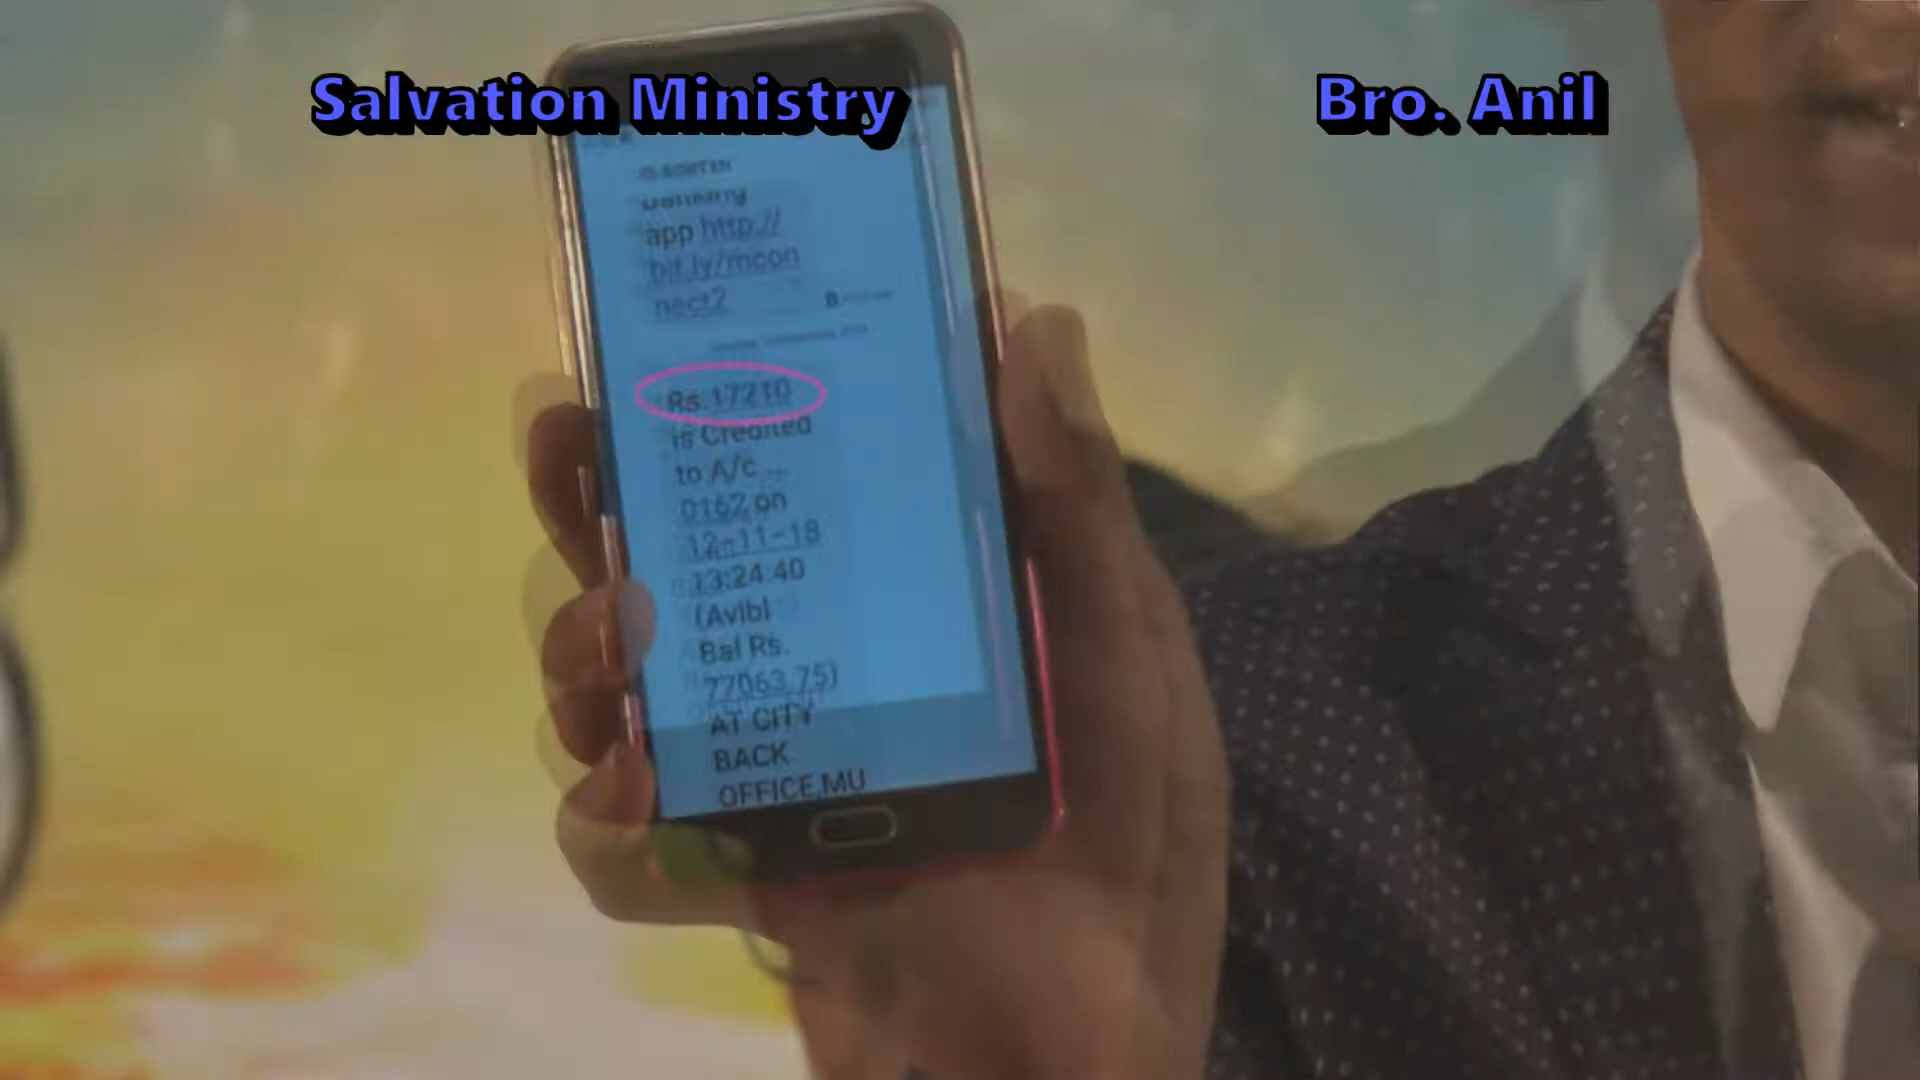 Salvation Ministry
Bro. Anil
app http://
bit.ly/mcon
nect2
Rs.17210
is Credited
to A/c ...
0162 on
12-11-18
13:24:40
(Avlbl
Bal Rs.
77063.75)
AT CITY
BACK
OFFICE,MU